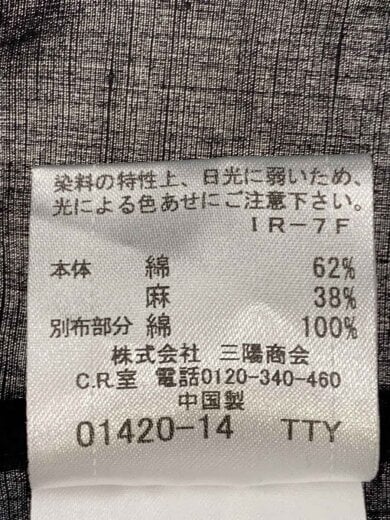 染料の特性上、日光に弱いため、
光による色あせにご注意下さい。
IR-7F
本体 綿 62%
麻 38%
別布部分 綿 100%
株式会社 三陽商会
C.R.室 電話0120-340-460
中国製
01420-14 TTY